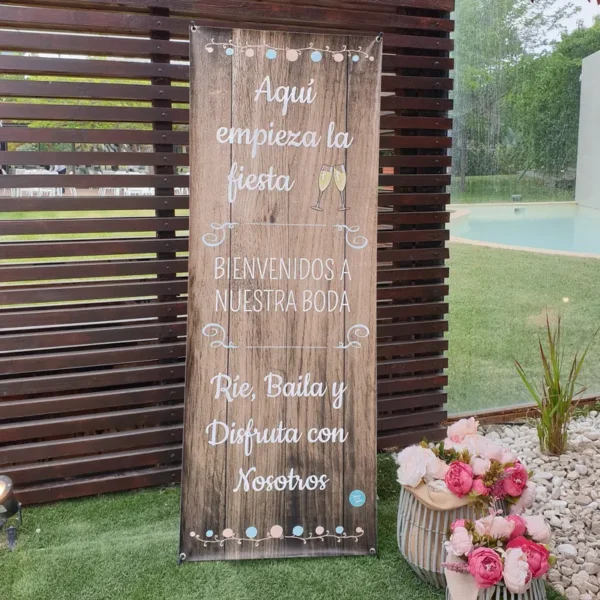 Aquí
empieza la
fiesta
BIENVENIDOS A
NUESTRA BODA
Ríe, Baila y
Disfruta con
Nosotros